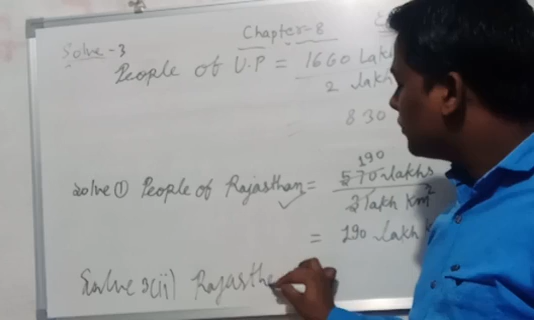 Chapter-8
Solve-3
People of U.P = 1660 Lakh
2 lakh
= 830
190
Solve ① People of Rajasthan = 570 lakhs
3 lakh km²
= 190 lakh k
Solve 3(ii) Rajasthe